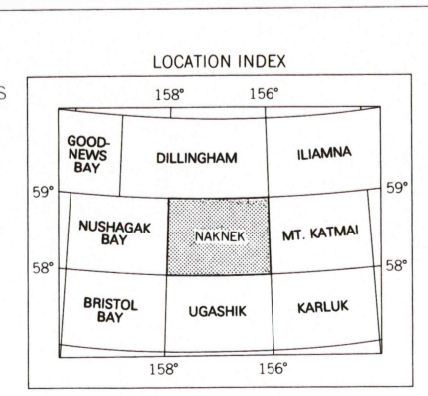 LOCATION INDEX
S
158° 156°
GOOD-
NEWS
BAY
DILLINGHAM
ILIAMNA
59° 59°
NUSHAGAK
BAY
NAKNEK
MT. KATMAI
58° 58°
BRISTOL
BAY
UGASHIK
KARLUK
158° 156°